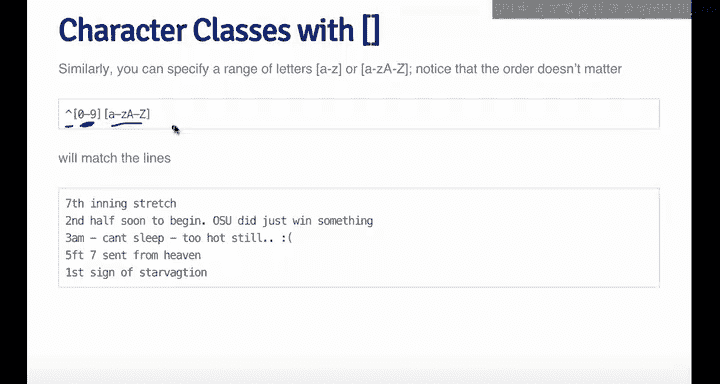 Character Classes with []
Similarly, you can specify a range of letters [a-z] or [a-zA-Z]; notice that the order doesn't matter
^[0-9][a-zA-Z]
will match the lines
7th inning stretch
2nd half soon to begin. OSU did just win something
3am - cant sleep - too hot still.. :(
5ft 7 sent from heaven
1st sign of starvagtion